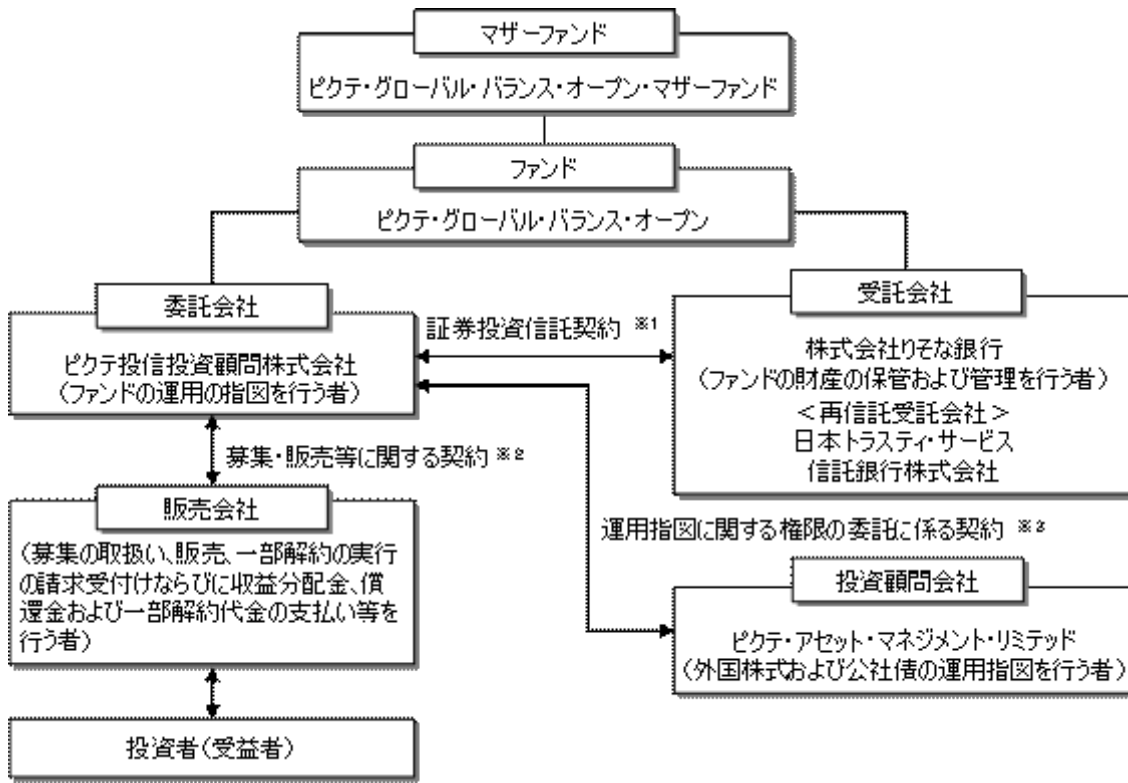 マザーファンド
ピクテ・グローバル・バランス・オープン・マザーファンド
ファンド
ピクテ・グローバル・バランス・オープン
委託会社
ピクテ投信投資顧問株式会社
(ファンドの運用の指図を行う者)
証券投資信託契約 ※1
受託会社
株式会社りそな銀行
(ファンドの財産の保管および管理を行う者)
<再信託受託会社>
日本トラスティ・サービス
信託銀行株式会社
募集・販売等に関する契約 ※2
販売会社
(募集の取扱い、販売、一部解約の実行
の請求受付けならびに収益分配金、償
還金および一部解約代金の支払い等を
行う者)
運用指図に関する権限の委託に係る契約 ※3
投資顧問会社
ピクテ・アセット・マネジメント・リミテッド
(外国株式および公社債の運用指図を行う者)
投資者(受益者)